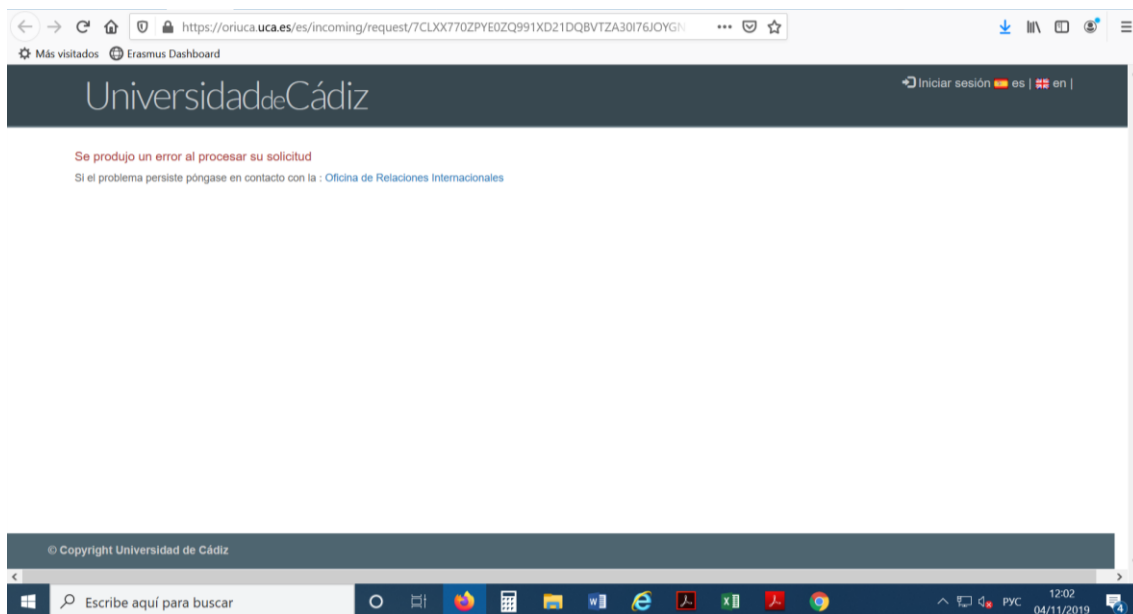 https://oriuca.uca.es/es/incoming/request/7CLXX770ZPYE0ZQ991XD21DQBVTZA30I76JOYGN
Más visitados Erasmus Dashboard
UniversidaddeCádiz
Iniciar sesión es | en |
Se produjo un error al procesar su solicitud
Si el problema persiste póngase en contacto con la : Oficina de Relaciones Internacionales
© Copyright Universidad de Cádiz
Escribe aquí para buscar
РУС
12:02
04/11/2019
4